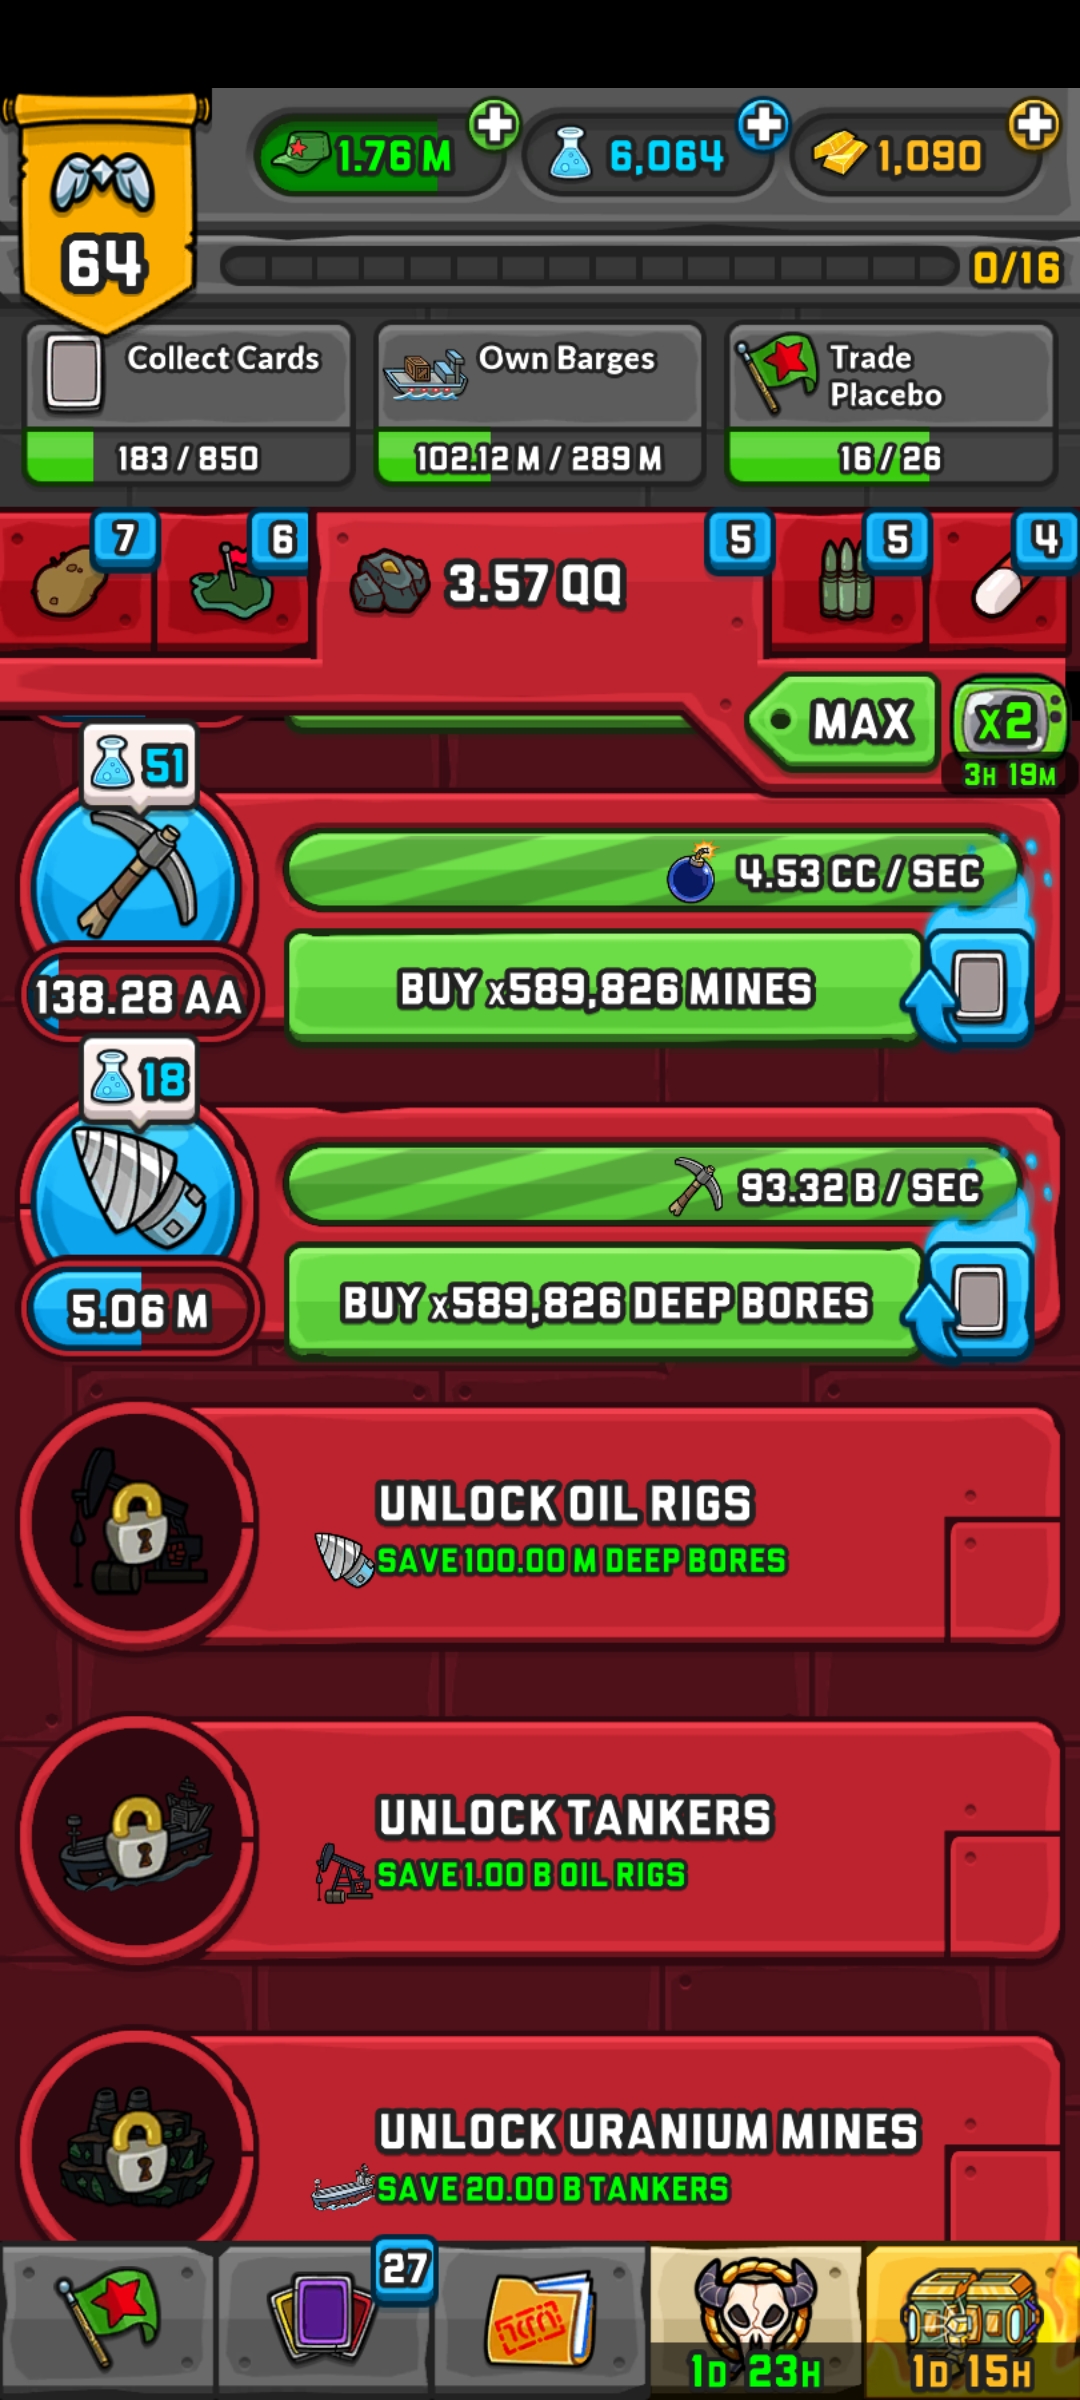 1.76 M
6,064
1,090
64
0/16
Collect Cards
183 / 850
Own Barges
102.12 M / 289 M
Trade
Placebo
16 / 26
7
6
3.57 QQ
5
5
4
MAX
x2
3H 19M
51
4.53 CC / SEC
138.28 AA
BUY x589,826 MINES
18
93.32 B / SEC
5.06 M
BUY x589,826 DEEP BORES
UNLOCK OIL RIGS
SAVE 100.00 M DEEP BORES
UNLOCK TANKERS
SAVE 1.00 B OIL RIGS
UNLOCK URANIUM MINES
SAVE 20.00 B TANKERS
27
1D 23H
1D 15H